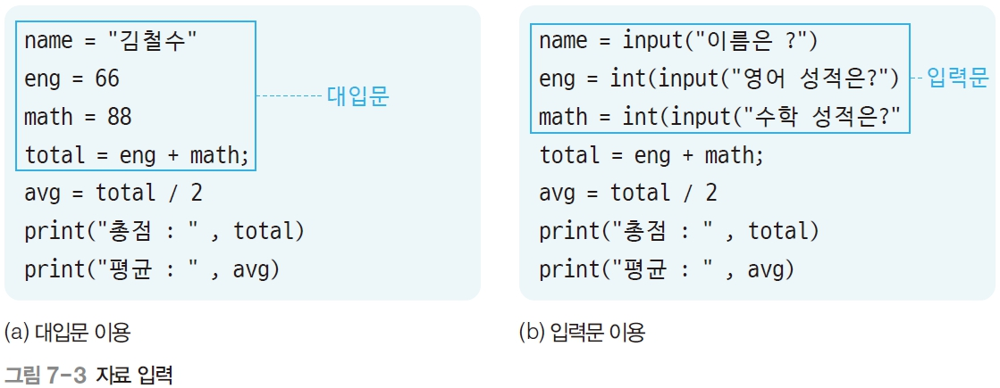 name = "김철수"
eng = 66
math = 88
total = eng + math;
avg = total / 2
print("총점 : " , total)
print("평균 : " , avg)
대입문
(a) 대입문 이용
name = input("이름은 ?")
eng = int(input("영어 성적은?")
math = int(input("수학 성적은?"
total = eng + math;
avg = total / 2
print("총점 : " , total)
print("평균 : " , avg)
입력문
(b) 입력문 이용
그림 7-3 자료 입력